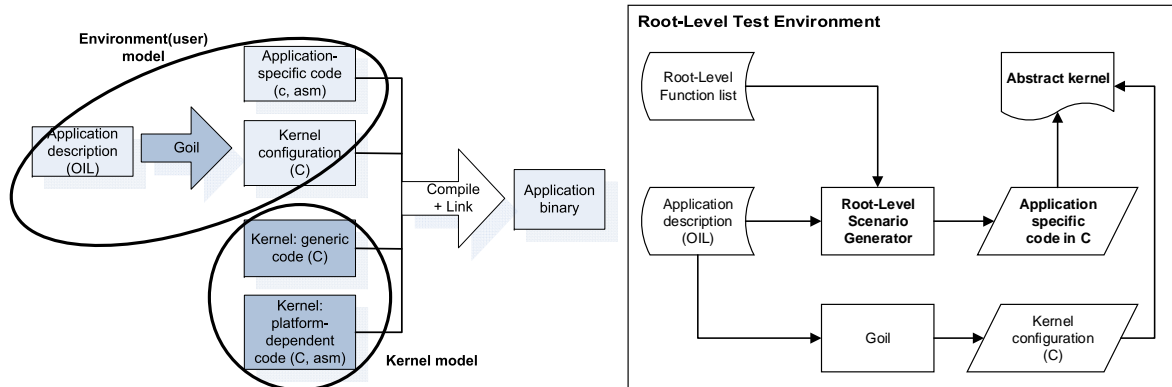 Environment(user)
model
Application-
specific code
(c, asm)
Application
description
(OIL)
Goil
Kernel
configuration
(C)
Compile
+ Link
Application
binary
Kernel: generic
code (C)
Kernel:
platform-
dependent
code (C, asm)
Kernel model
Root-Level Test Environment
Root-Level
Function list
Abstract kernel
Application
description
(OIL)
Root-Level
Scenario
Generator
Application
specific
code in C
Goil
Kernel
configuration
(C)